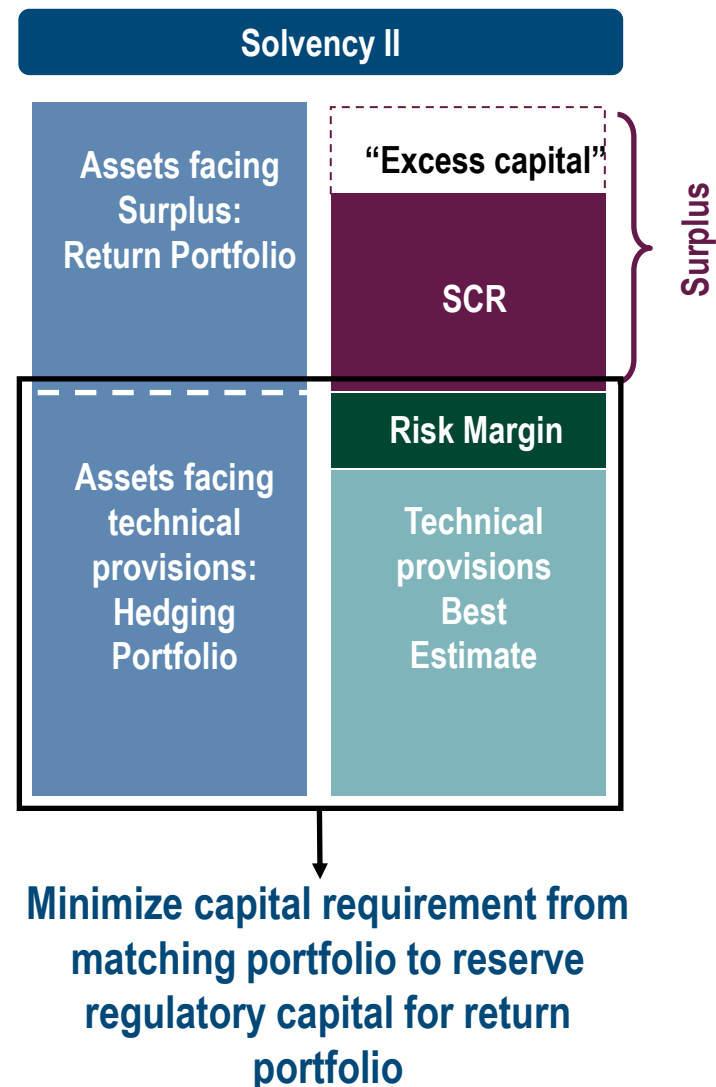 Solvency II
Assets facing
Surplus:
Return Portfolio
“Excess capital”
SCR
Surplus
Risk Margin
Assets facing
technical
provisions:
Hedging
Portfolio
Technical
provisions
Best
Estimate
Minimize capital requirement from
matching portfolio to reserve
regulatory capital for return
portfolio